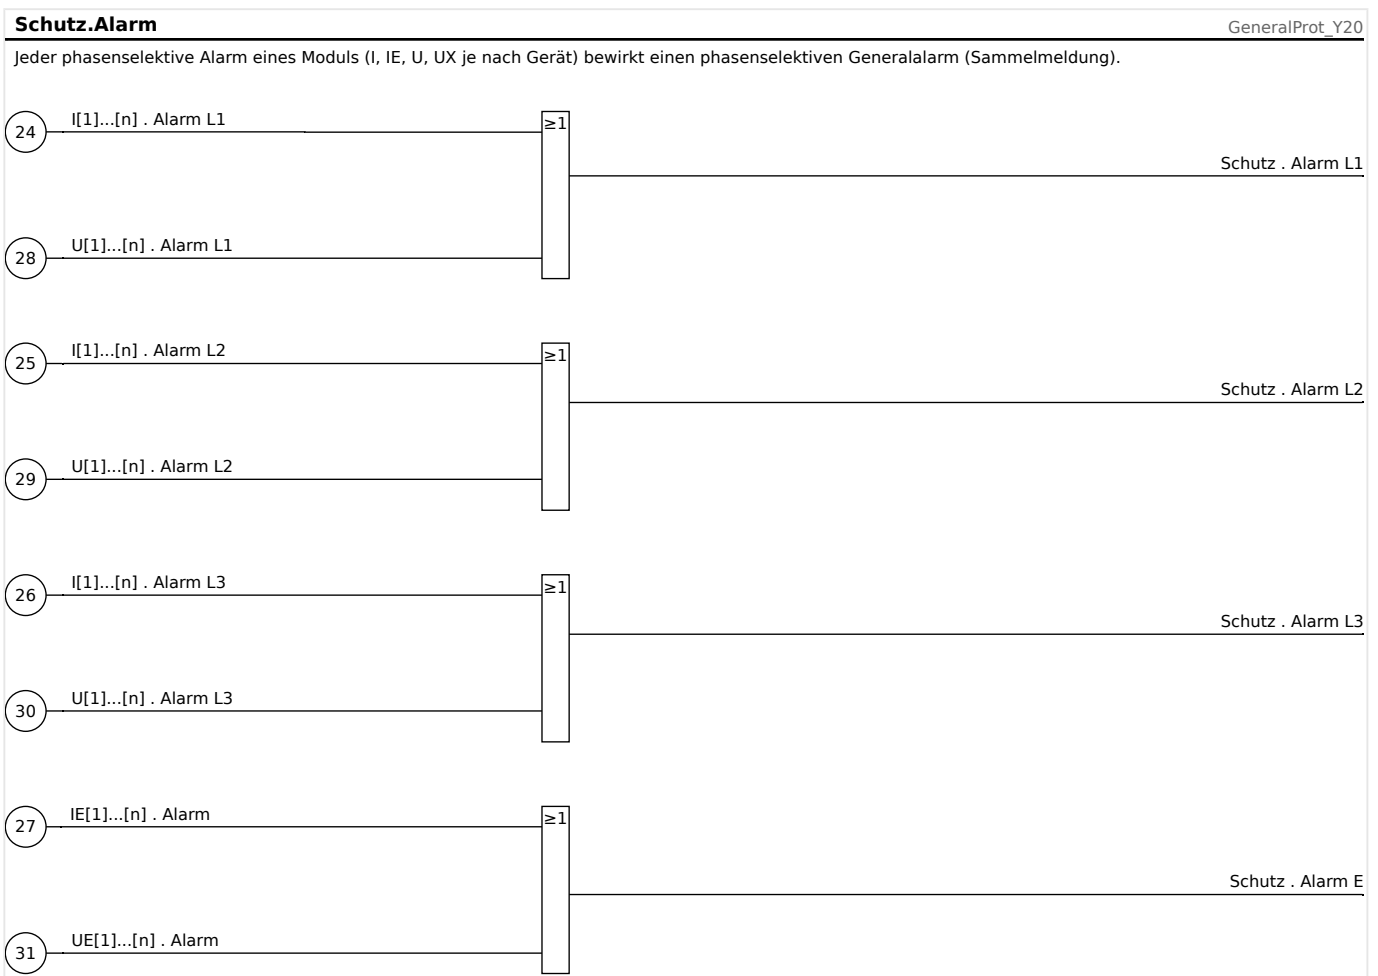 Schutz.Alarm
GeneralProt_Y20
Jeder phasenselektive Alarm eines Moduls (I, IE, U, UX je nach Gerät) bewirkt einen phasenselektiven Generalalarm (Sammelmeldung).
24
I[1]...[n] . Alarm L1
≥1
Schutz . Alarm L1
28
U[1]...[n] . Alarm L1
25
I[1]...[n] . Alarm L2
≥1
Schutz . Alarm L2
29
U[1]...[n] . Alarm L2
26
I[1]...[n] . Alarm L3
≥1
Schutz . Alarm L3
30
U[1]...[n] . Alarm L3
27
IE[1]...[n] . Alarm
≥1
Schutz . Alarm E
31
UE[1]...[n] . Alarm